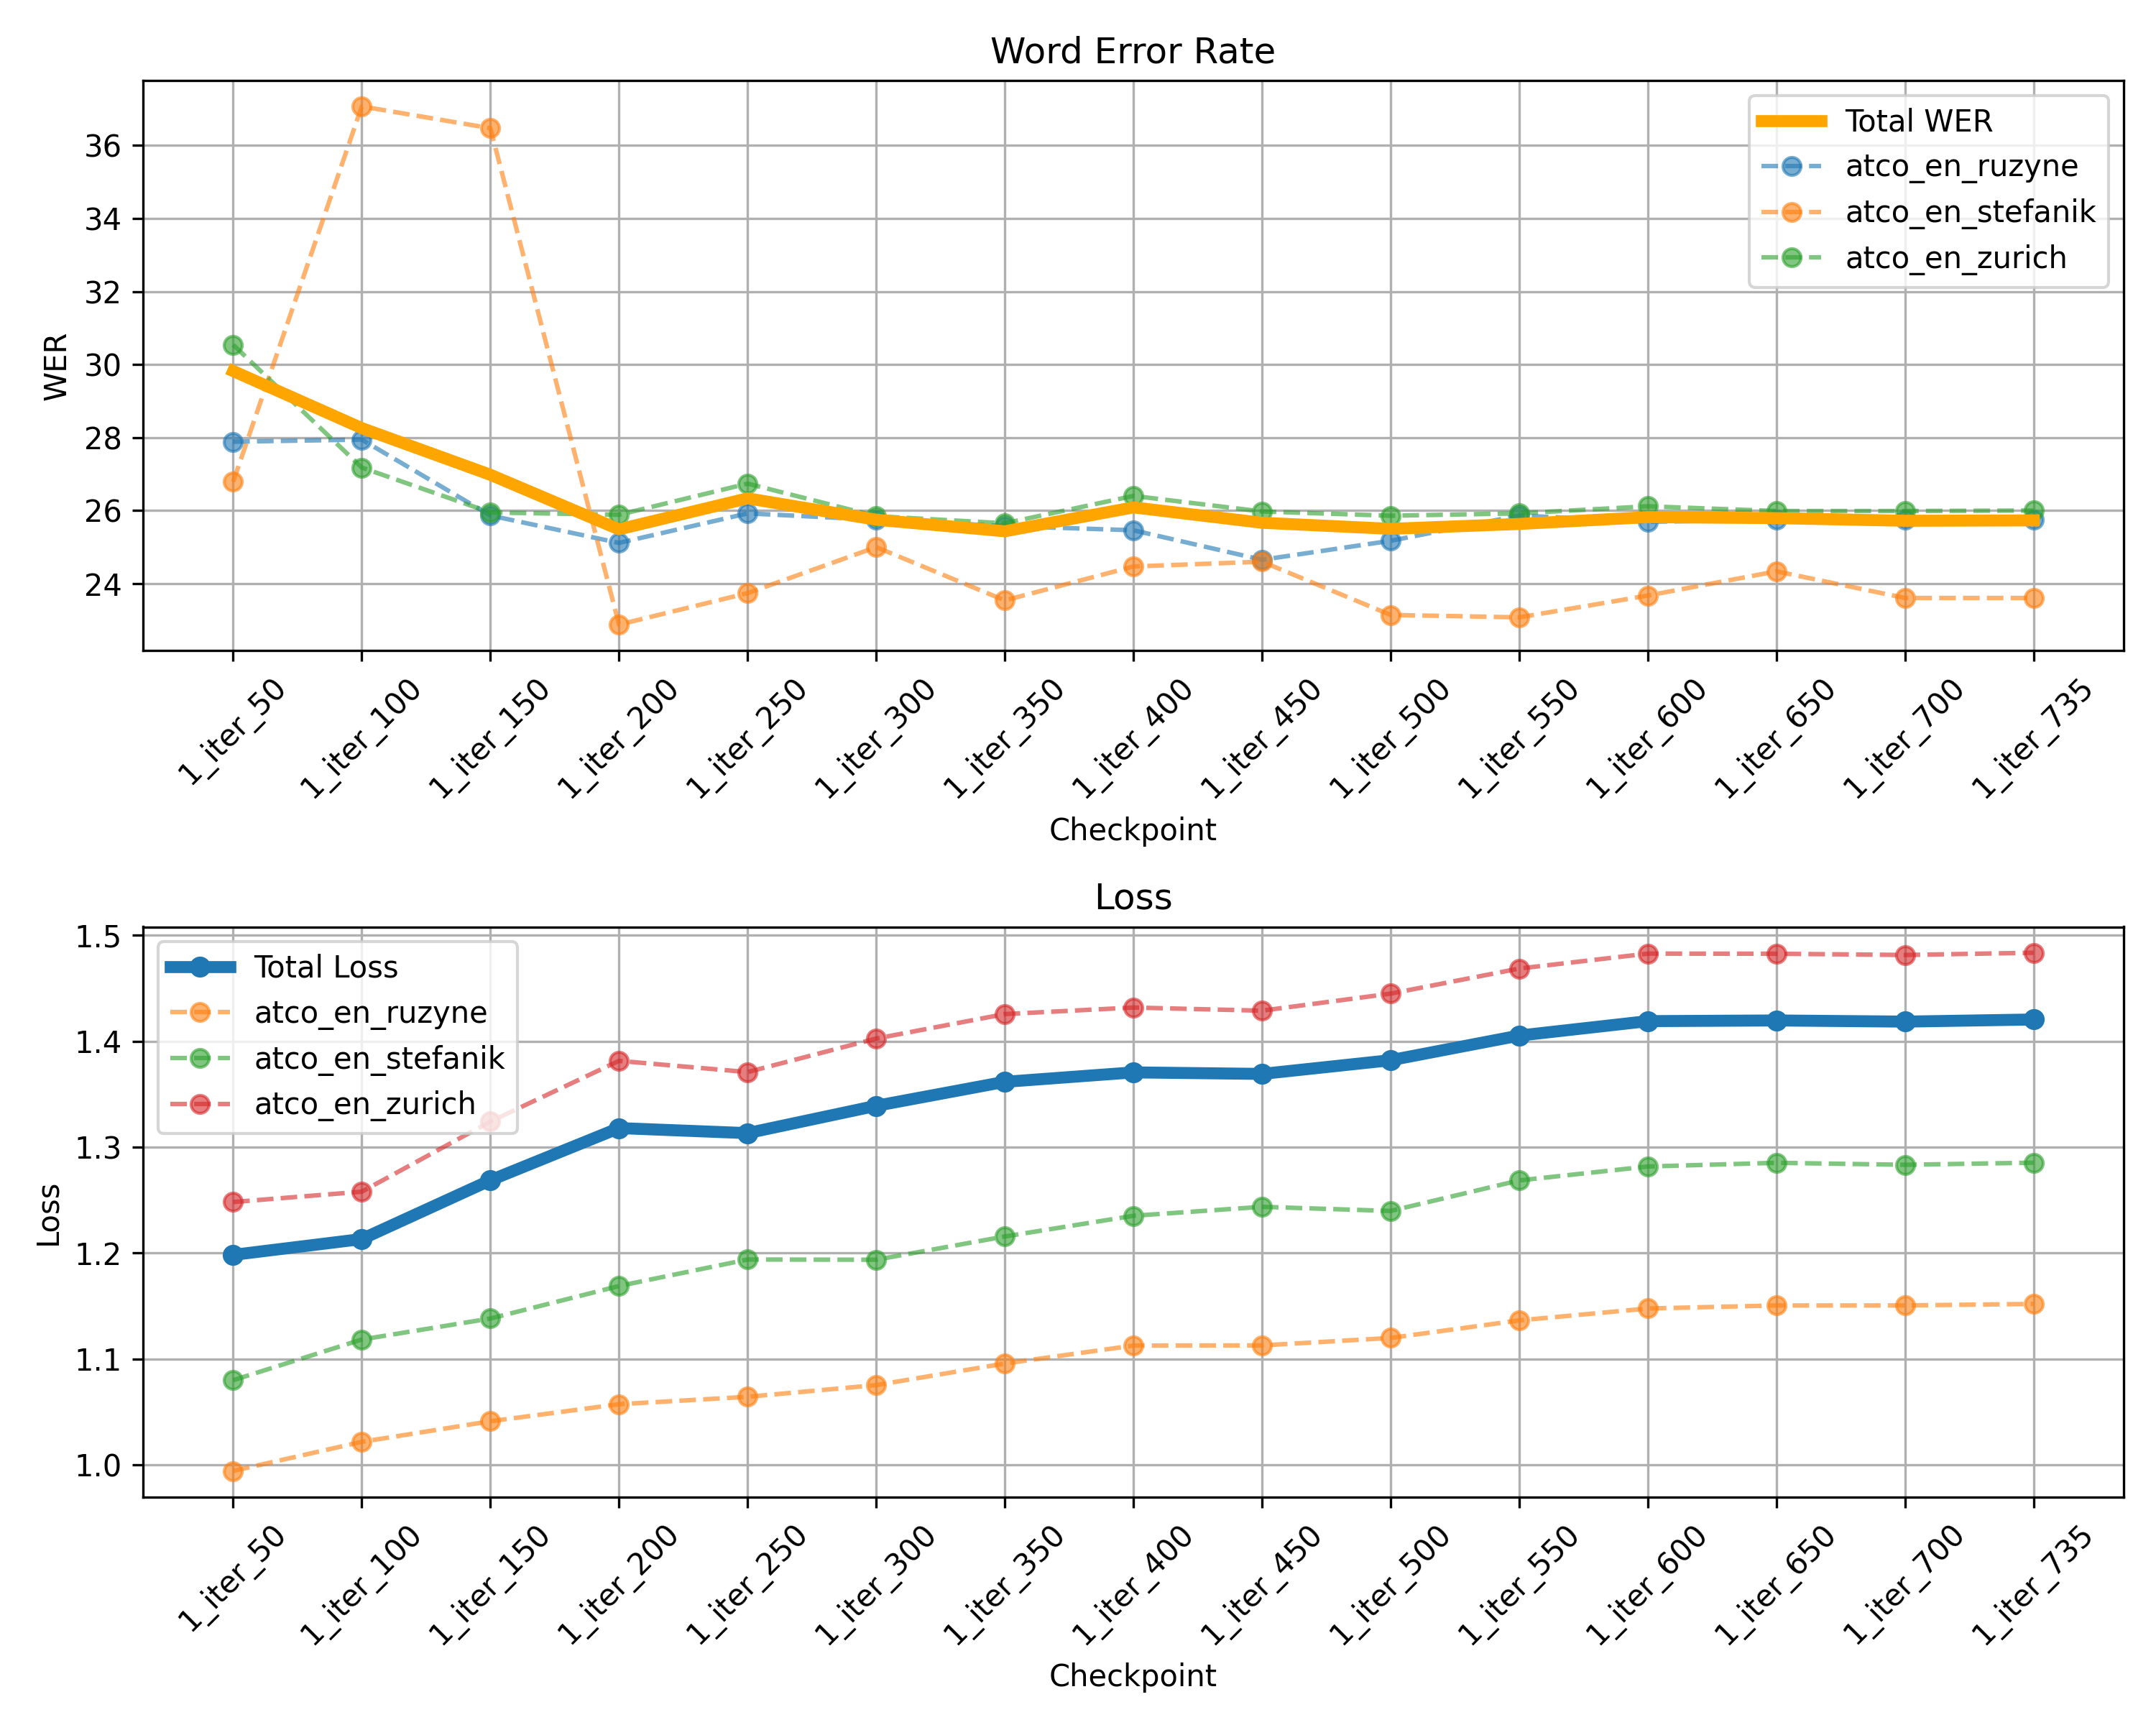 Word Error Rate
WER
36
34
32
30
28
26
24
Total WER
atco_en_ruzyne
atco_en_stefanik
atco_en_zurich
1_iter_50
1_iter_100
1_iter_150
1_iter_200
1_iter_250
1_iter_300
1_iter_350
1_iter_400
1_iter_450
1_iter_500
1_iter_550
1_iter_600
1_iter_650
1_iter_700
1_iter_735
Checkpoint
Loss
Loss
1.5
1.4
1.3
1.2
1.1
1.0
Total Loss
atco_en_ruzyne
atco_en_stefanik
atco_en_zurich
1_iter_50
1_iter_100
1_iter_150
1_iter_200
1_iter_250
1_iter_300
1_iter_350
1_iter_400
1_iter_450
1_iter_500
1_iter_550
1_iter_600
1_iter_650
1_iter_700
1_iter_735
Checkpoint